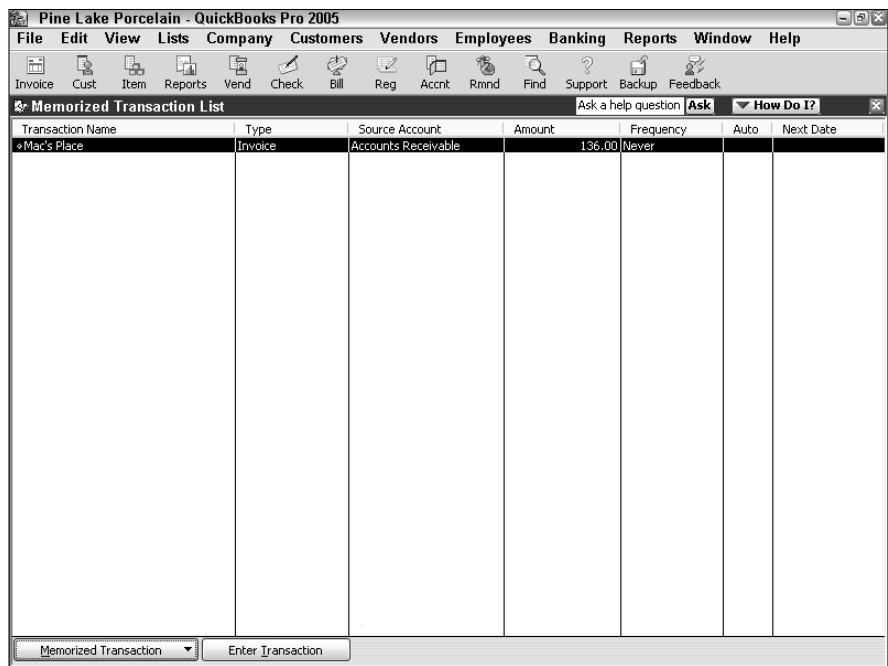 Pine Lake Porcelain - QuickBooks Pro 2005
File Edit View Lists Company Customers Vendors Employees Banking Reports Window Help
Invoice Cust Item Reports Vend Check Bill Reg Accnt Rmnd Find Support Backup Feedback
Memorized Transaction List Ask a help question Ask How Do I?
Transaction Name Type Source Account Amount Frequency Auto Next Date
Mac's Place Invoice Accounts Receivable 136.00 Never
Memorized Transaction Enter Transaction